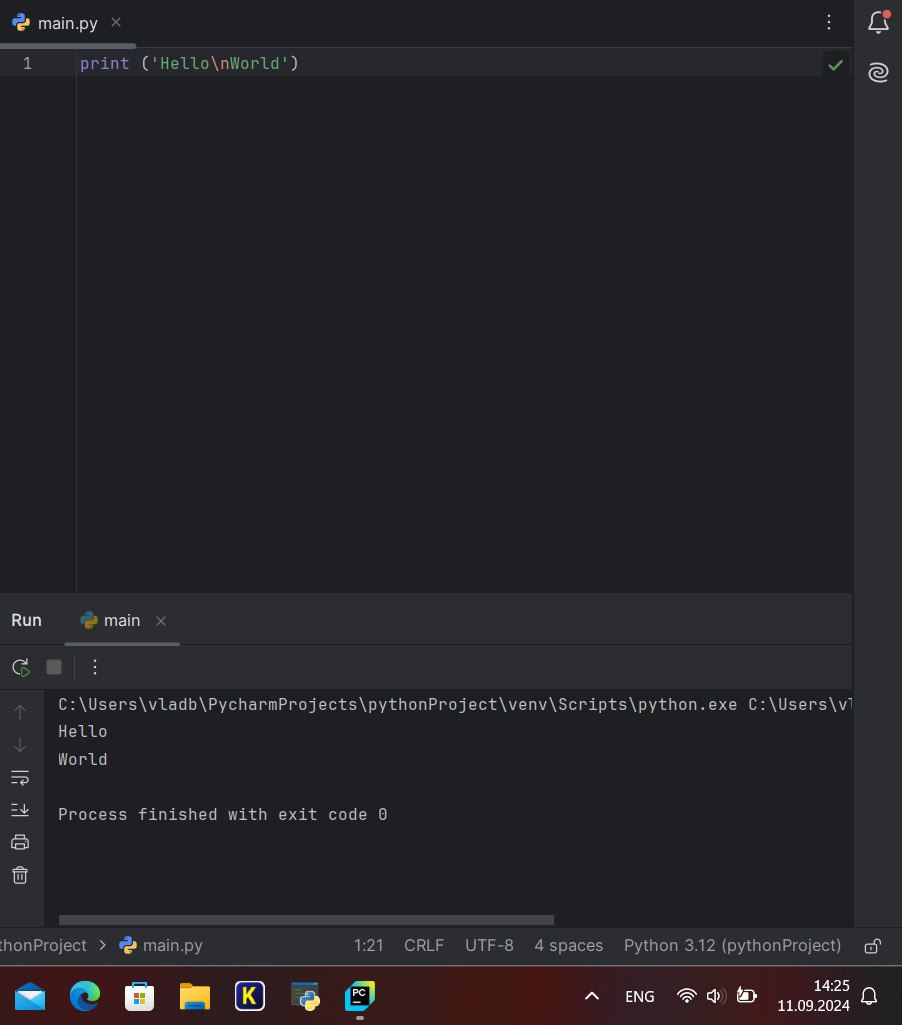 main.py
1 print ('Hello\nWorld')
Run main
C:\Users\vladb\PycharmProjects\pythonProject\venv\Scripts\python.exe C:\Users\
Hello
World
Process finished with exit code 0
thonProject > main.py 1:21 CRLF UTF-8 4 spaces Python 3.12 (pythonProject)
K PC ENG 14:25
11.09.2024